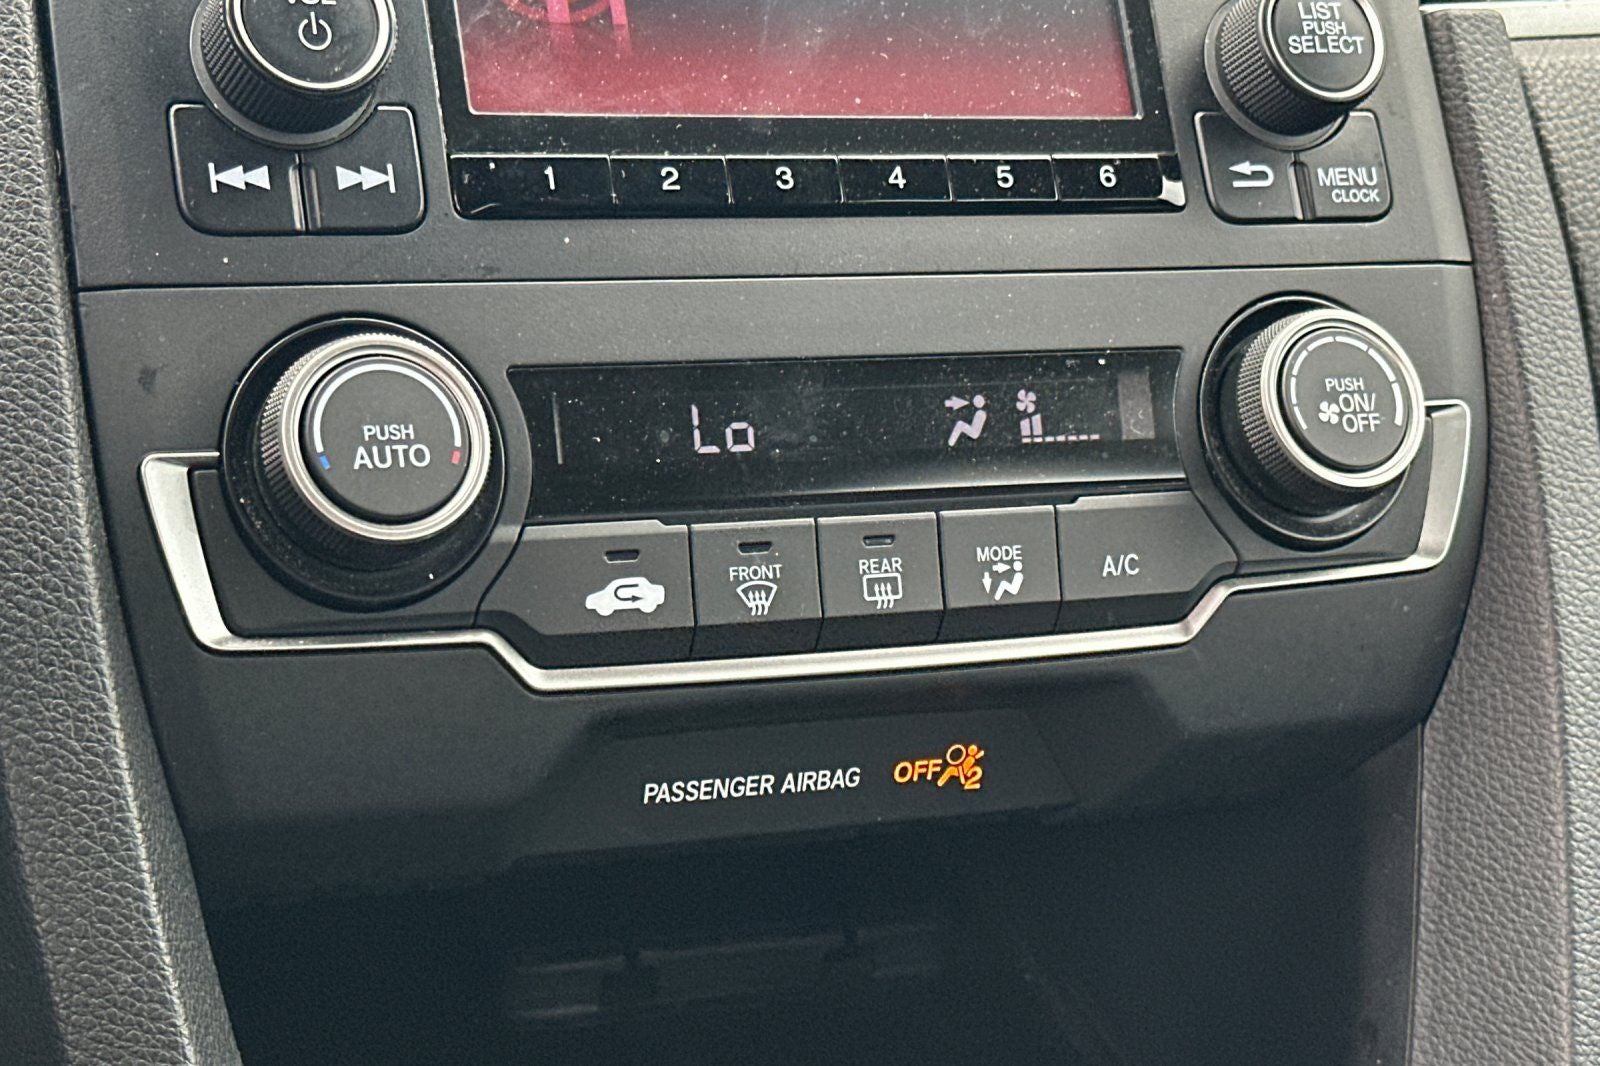 LIST
PUSH
SELECT
1 2 3 4 5 6
MENU
CLOCK
PUSH
AUTO
Lo
PUSH
ON/
OFF
FRONT
REAR
MODE
A/C
PASSENGER AIRBAG OFF 2